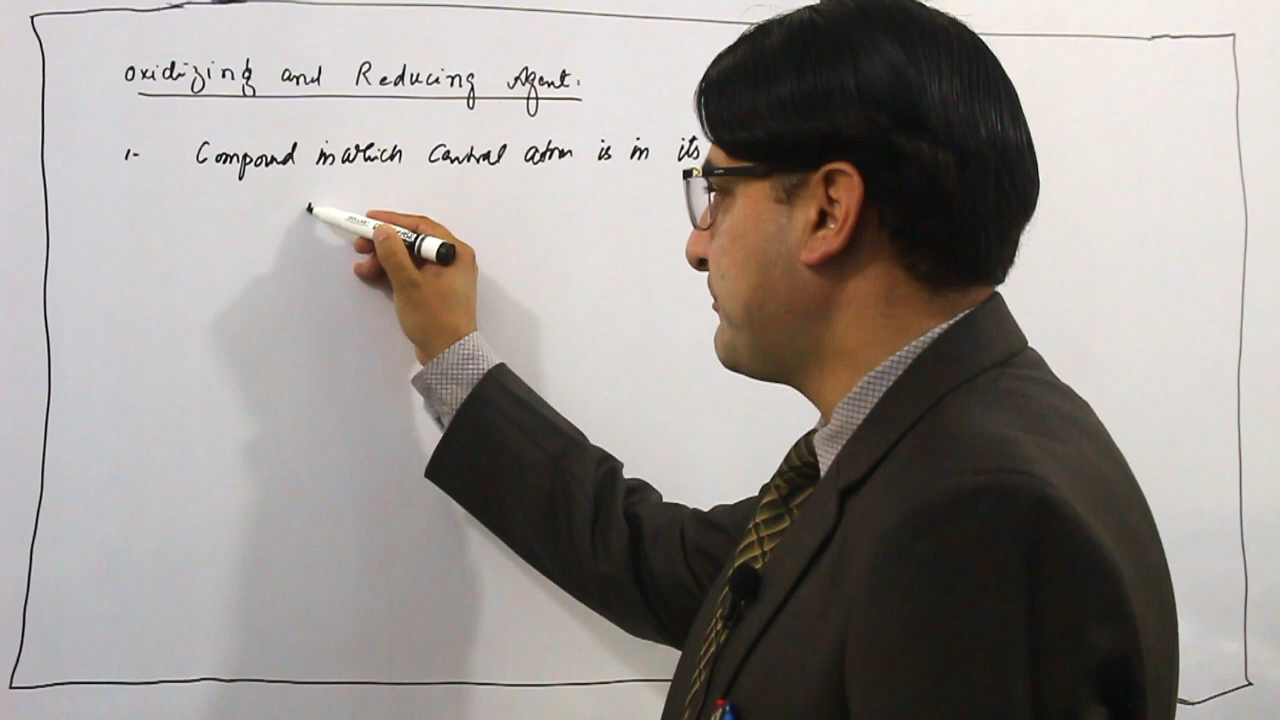 Oxidizing and Reducing Agent.
1- Compound in which Central atom is in its